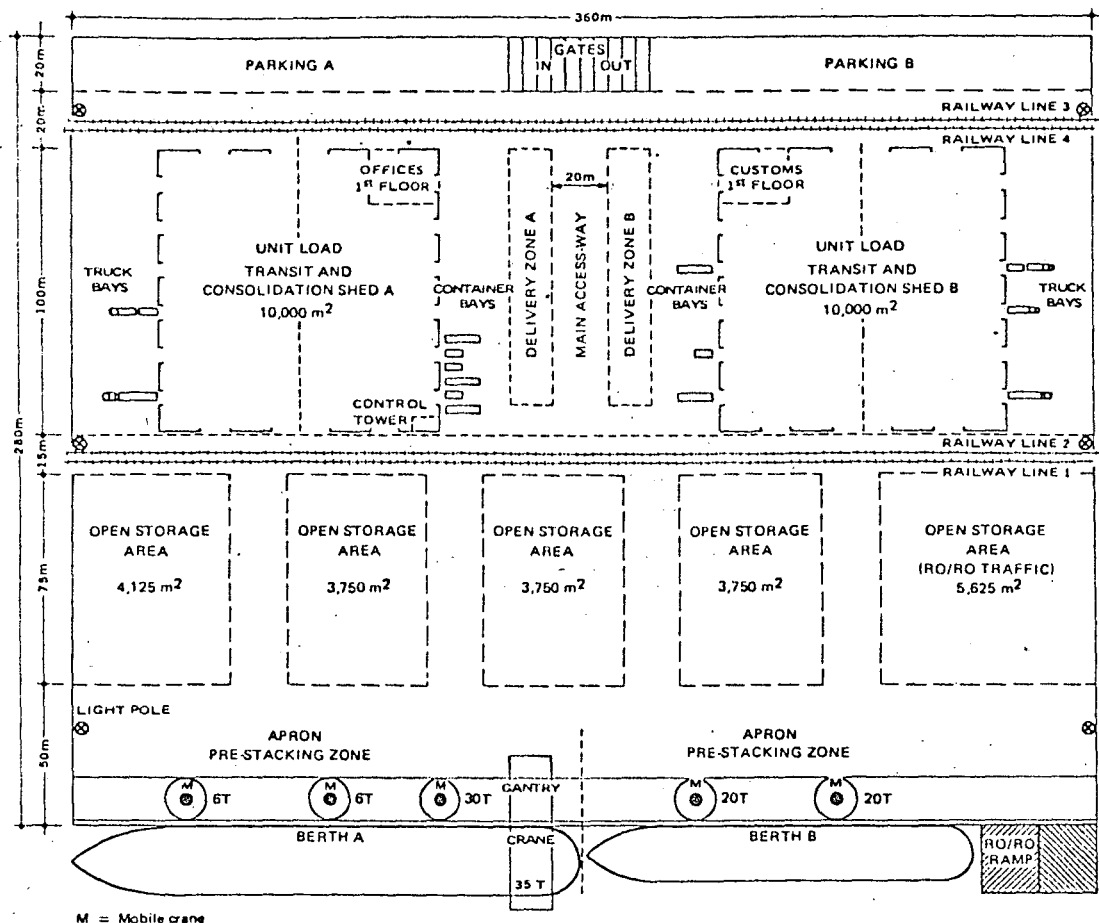 360m
20m
PARKING A
GATES
IN OUT
PARKING B
20m
RAILWAY LINE 3
RAILWAY LINE 4
OFFICES
1st FLOOR
20m
CUSTOMS
1st FLOOR
UNIT LOAD
TRANSIT AND
CONSOLIDATION SHED A
10,000 m²
TRUCK
BAYS
CONTAINER
BAYS
DELIVERY ZONE A
MAIN ACCESS-WAY
DELIVERY ZONE B
CONTAINER
BAYS
UNIT LOAD
TRANSIT AND
CONSOLIDATION SHED B
10,000 m²
TRUCK
BAYS
100m
CONTROL
TOWER
280m
15m
RAILWAY LINE 2
RAILWAY LINE 1
OPEN STORAGE
AREA
4,125 m²
OPEN STORAGE
AREA
3,750 m²
OPEN STORAGE
AREA
3,750 m²
OPEN STORAGE
AREA
3,750 m²
OPEN STORAGE
AREA
(RO/RO TRAFFIC)
5,625 m²
75m
LIGHT POLE
APRON
PRE-STACKING ZONE
APRON
PRE-STACKING ZONE
50m
M
6T
M
6T
M
30T
GANTRY
CRANE
35 T
M
20T
M
20T
BERTH A
BERTH B
RO/RO
RAMP
M = Mobile crane